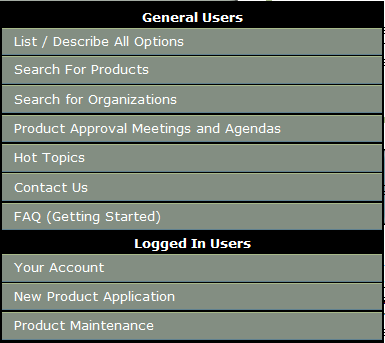 General Users
List / Describe All Options
Search For Products
Search for Organizations
Product Approval Meetings and Agendas
Hot Topics
Contact Us
FAQ (Getting Started)
Logged In Users
Your Account
New Product Application
Product Maintenance